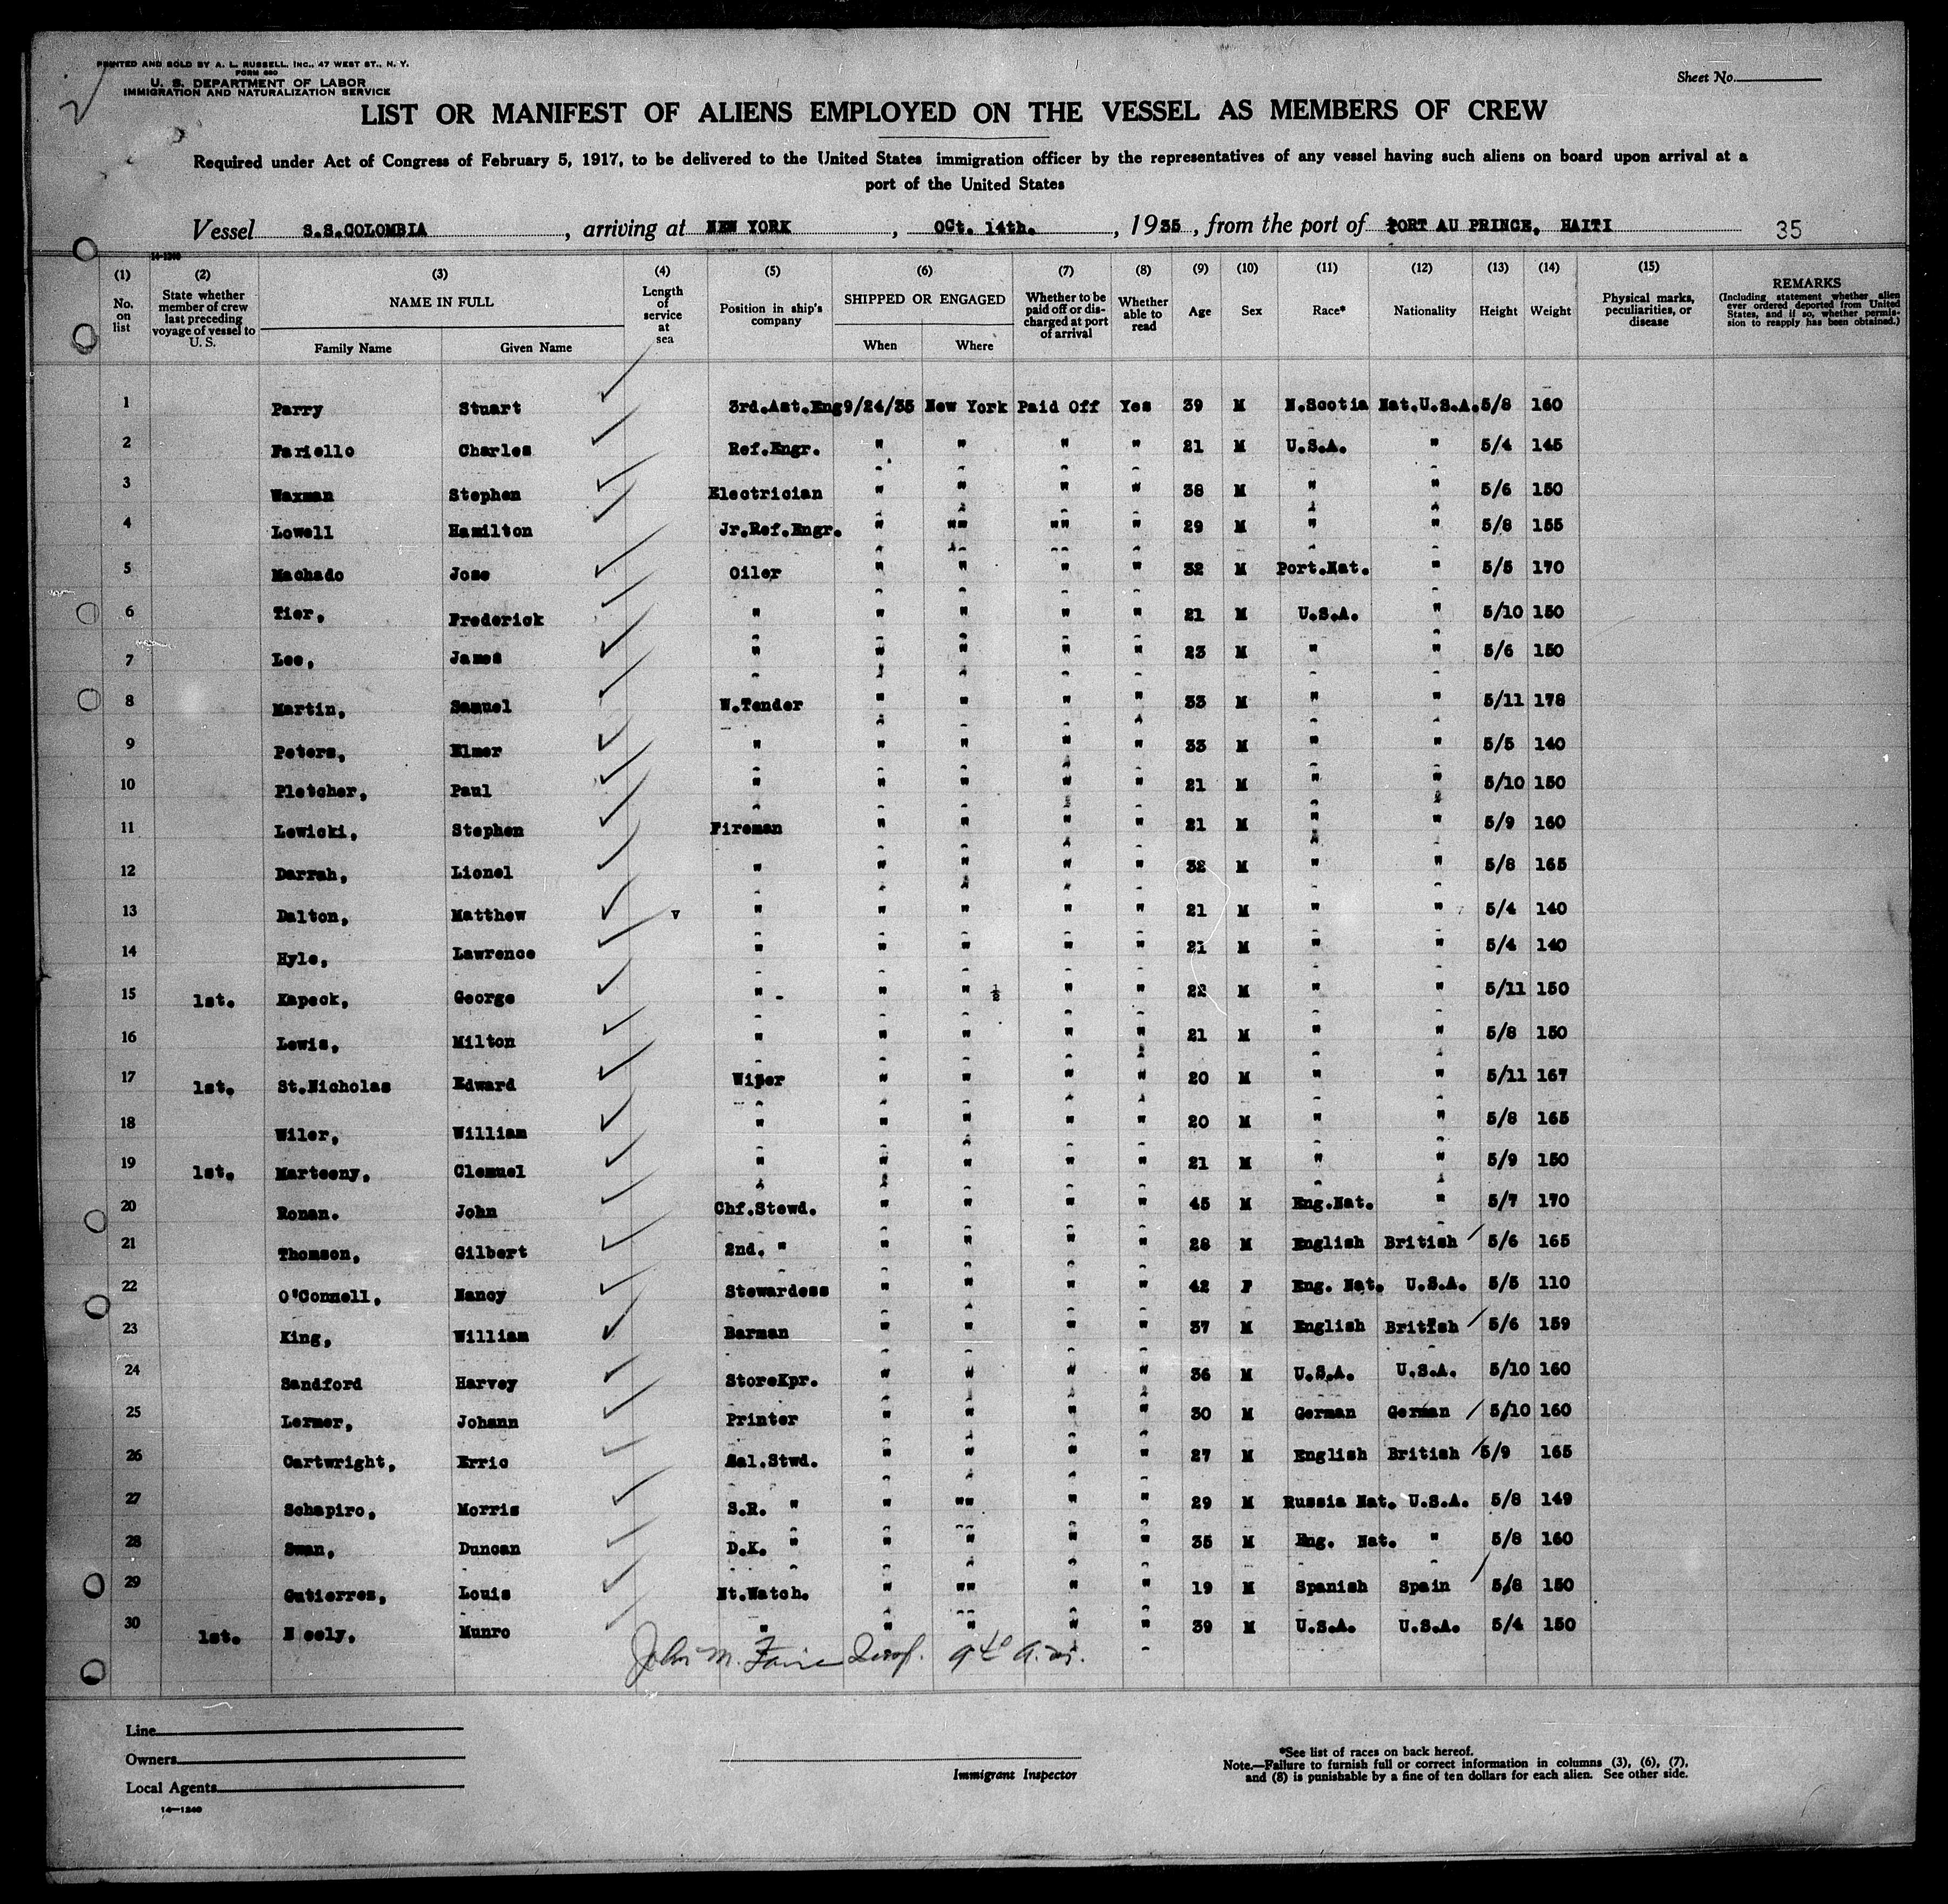 PRINTED AND SOLD BY A. L. RUSSELL, INC., 47 WEST ST., N. Y.
FORM 680
U. S. DEPARTMENT OF LABOR
IMMIGRATION AND NATURALIZATION SERVICE
Sheet No.
LIST OR MANIFEST OF ALIENS EMPLOYED ON THE VESSEL AS MEMBERS OF CREW
Required under Act of Congress of February 5, 1917, to be delivered to the United States immigration officer by the representatives of any vessel having such aliens on board upon arrival at a
port of the United States
Vessel S.S.COLOMBIA, arriving at NEW YORK, OCt. 14th., 1935, from the port of PORT AU PRINCE, HAITI 35
14-1240
(1) No. on list (2) State whether member of crew last preceding voyage of vessel to U. S. (3) NAME IN FULL Family Name Given Name (4) Length of service at sea (5) Position in ship's company (6) SHIPPED OR ENGAGED When Where (7) Whether to be paid off or discharged at port of arrival (8) Whether able to read (9) Age (10) Sex (11) Race* (12) Nationality (13) Height (14) Weight (15) Physical marks, peculiarities, or disease REMARKS (Including statement whether alien ever ordered deported from United States, and if so, whether permission to reapply has been obtained.)
1 Parry Stuart 3rd.Ast.Eng 9/24/35 New York Paid Off Yes 39 M N.Scotia Nat.U.S.A. 5/8 160
2 Fariello Charles Ref.Engr. " " " " 21 M U.S.A. " 5/4 145
3 Waxman Stephen Electrician " " " " 38 M " " 5/6 150
4 Lowell Hamilton Jr.Ref.Engr. " "" "" " 29 M " " 5/8 155
5 Machado Jose Oiler " " " " 32 M Port.Nat. " 5/5 170
6 Tier, Frederick " " " " " 21 M U.S.A. " 5/10 150
7 Lee, James " " " " " 23 M " " 5/6 150
8 Martin, Samuel W.Tender " " " " 33 M " " 5/11 178
9 Peters, Elmer " " " " " 33 M " " 5/5 140
10 Fletcher, Paul " " " " " 21 M " " 5/10 150
11 Lewicki, Stephen Fireman " " " " 21 M " " 5/9 160
12 Darrah, Lionel " " " " " 32 M " " 5/8 165
13 Dalton, Matthew v " " " " " 21 M " " 5/4 140
14 Hyle, Lawrence " " " " " 21 M " " 5/4 140
15 1st. Kapeck, George " " " ½ " " 22 M " " 5/11 150
16 Lewis, Milton " " " " " 21 M " " 5/8 150
17 1st. St.Nicholas Edward Wiper " " " " 20 M " " 5/11 167
18 Wiler, William " " " " " 20 M " " 5/8 165
19 1st. Marteeny, Clemuel " " " " " 21 M " " 5/9 150
20 Ronan. John Chf.Stewd. " " " " 45 M Eng.Nat. " 5/7 170
21 Thomson, Gilbert 2nd. " " " " " 28 M English British 5/6 165
22 O'Connell, Nancy Stewardess " " " " 42 F Eng. Nat. U.S.A. 5/5 110
23 King, William Barman " " " " 37 M English British 5/6 159
24 Sandford Harvey StoreKpr. " " " " 36 M U.S.A. U.S.A. 5/10 160
25 Lermer, Johann Printer " " " " 30 M German German 5/10 160
26 Cartwright, Erric Sal.Stwd. " " " " 27 M English British 5/9 165
27 Schapiro, Morris S.R. " " "" " " 29 M Russia Nat. U.S.A. 5/8 149
28 Swan, Duncan D.K. " " " " " 35 M Eng. Nat. " 5/8 160
29 Gutierrez, Louis Nt.Watch. " "" " " 19 M Spanish Spain 5/8 150
30 1st. N eely, Munro " " " " " 39 M U.S.A. U.S.A. 5/4 150
John M.
Line
Owners
Local Agents
14—1240
Immigrant Inspector
*See list of races on back hereof.
Note.—Failure to furnish full or correct information in columns (3), (6), (7),
and (8) is punishable by a fine of ten dollars for each alien. See other side.